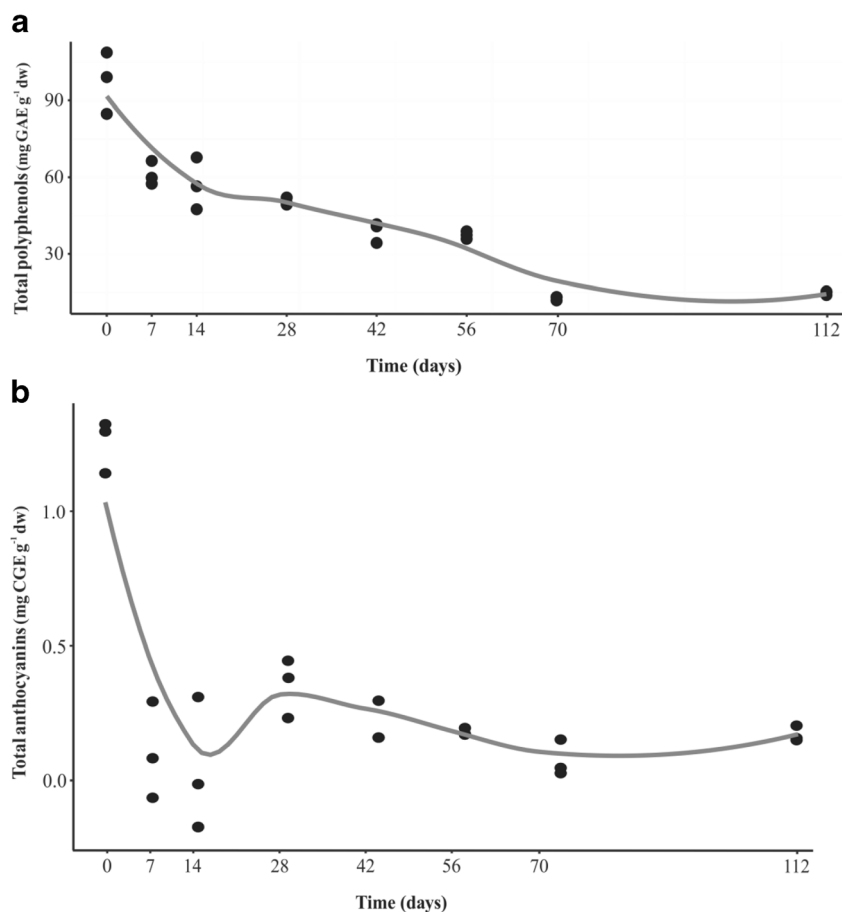 a
Total polyphenols (mg GAE g⁻¹ dw)
90
60
30
0 7 14 28 42 56 70 112
Time (days)
b
Total anthocyanins (mg CGE g⁻¹ dw)
1.0
0.5
0.0
0 7 14 28 42 56 70 112
Time (days)